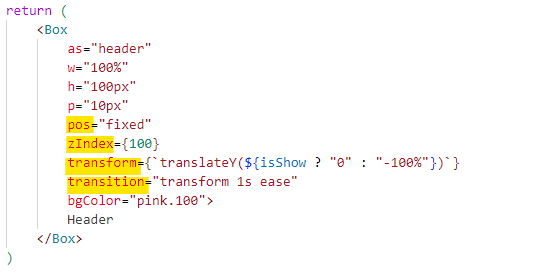 return (
<Box
as="header"
w="100%"
h="100px"
p="10px"
pos="fixed"
zIndex={100}
transform={`translateY(${isShow ? "0" : "-100%"})`}
transition="transform 1s ease"
bgColor="pink.100">
Header
</Box>
)